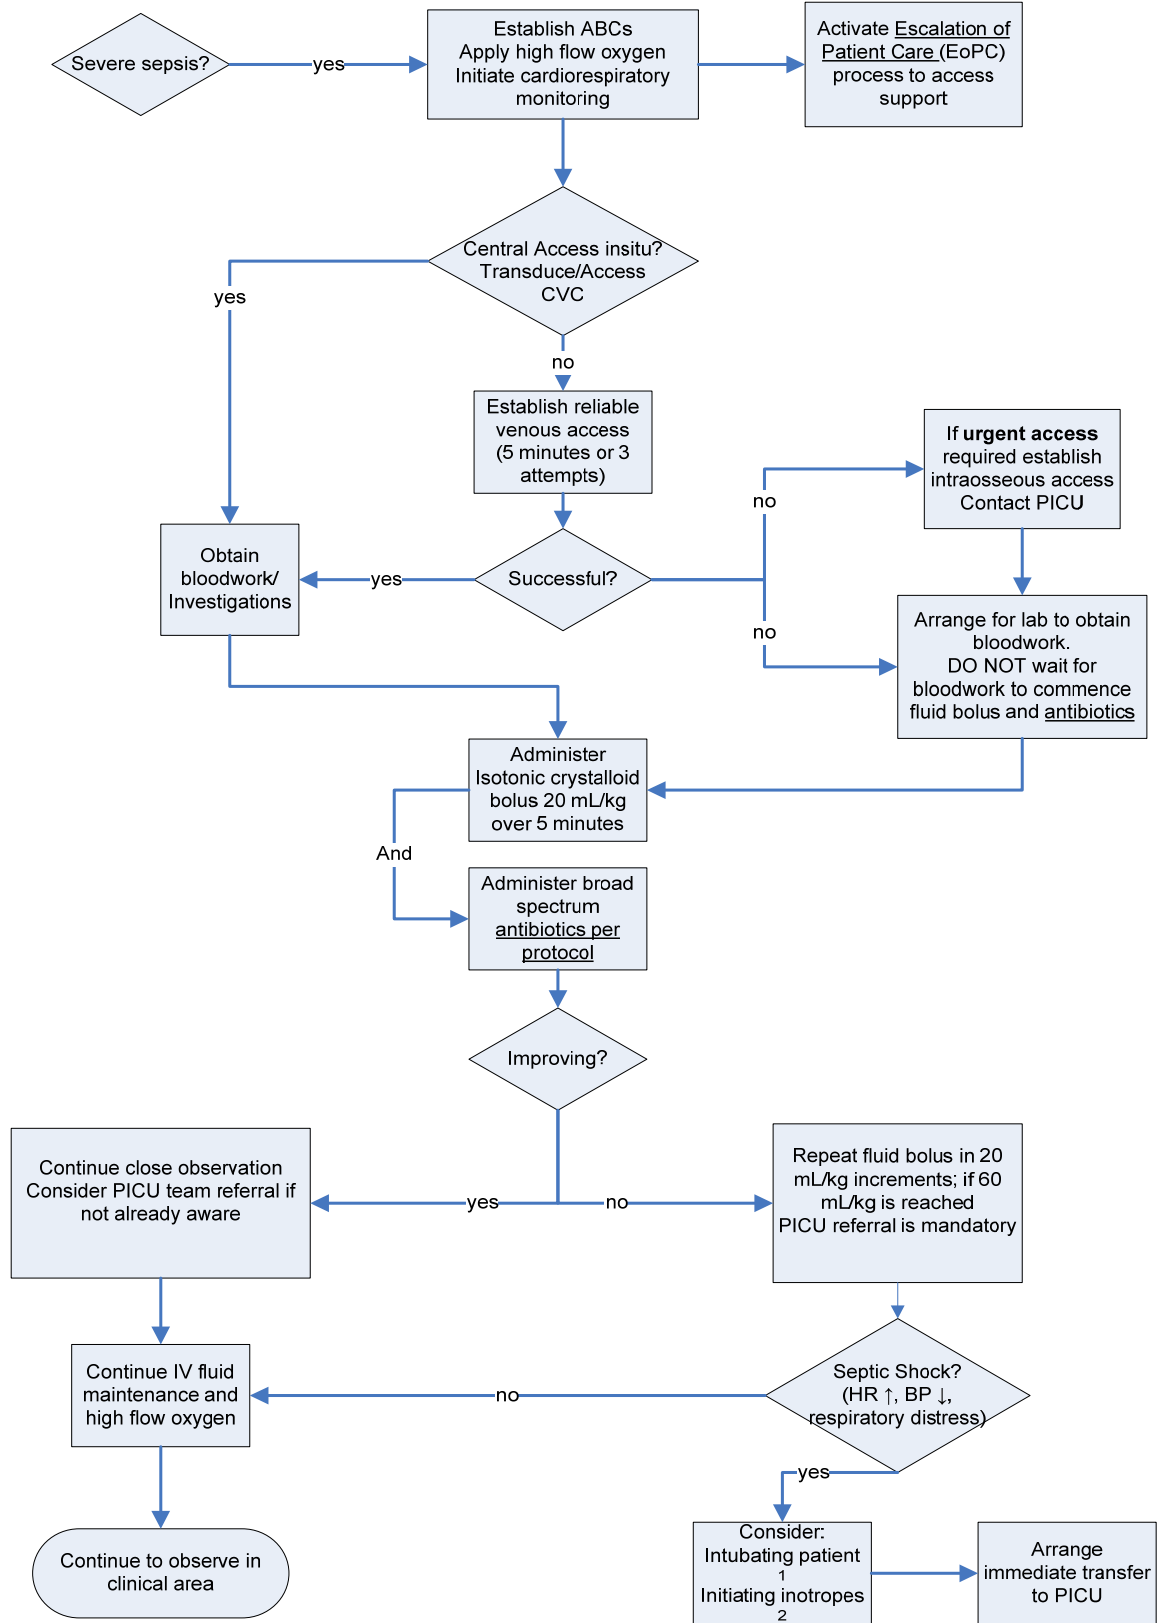 Severe sepsis?
yes
Establish ABCs
Apply high flow oxygen
Initiate cardiorespiratory
monitoring
Activate Escalation of
Patient Care (EoPC)
process to access
support
Central Access insitu?
Transduce/Access
CVC
yes
no
Establish reliable
venous access
(5 minutes or 3
attempts)
If urgent access
required establish
intraosseous access
Contact PICU
no
Obtain
bloodwork/
Investigations
yes
Successful?
no
Arrange for lab to obtain
bloodwork.
DO NOT wait for
bloodwork to commence
fluid bolus and antibiotics
Administer
Isotonic crystalloid
bolus 20 mL/kg
over 5 minutes
And
Administer broad
spectrum
antibiotics per
protocol
Improving?
Continue close observation
Consider PICU team referral if
not already aware
yes
no
Repeat fluid bolus in 20
mL/kg increments; if 60
mL/kg is reached
PICU referral is mandatory
Continue IV fluid
maintenance and
high flow oxygen
no
Septic Shock?
(HR ↑, BP ↓,
respiratory distress)
yes
Continue to observe in
clinical area
Consider:
Intubating patient
1
Initiating inotropes
2
Arrange
immediate transfer
to PICU